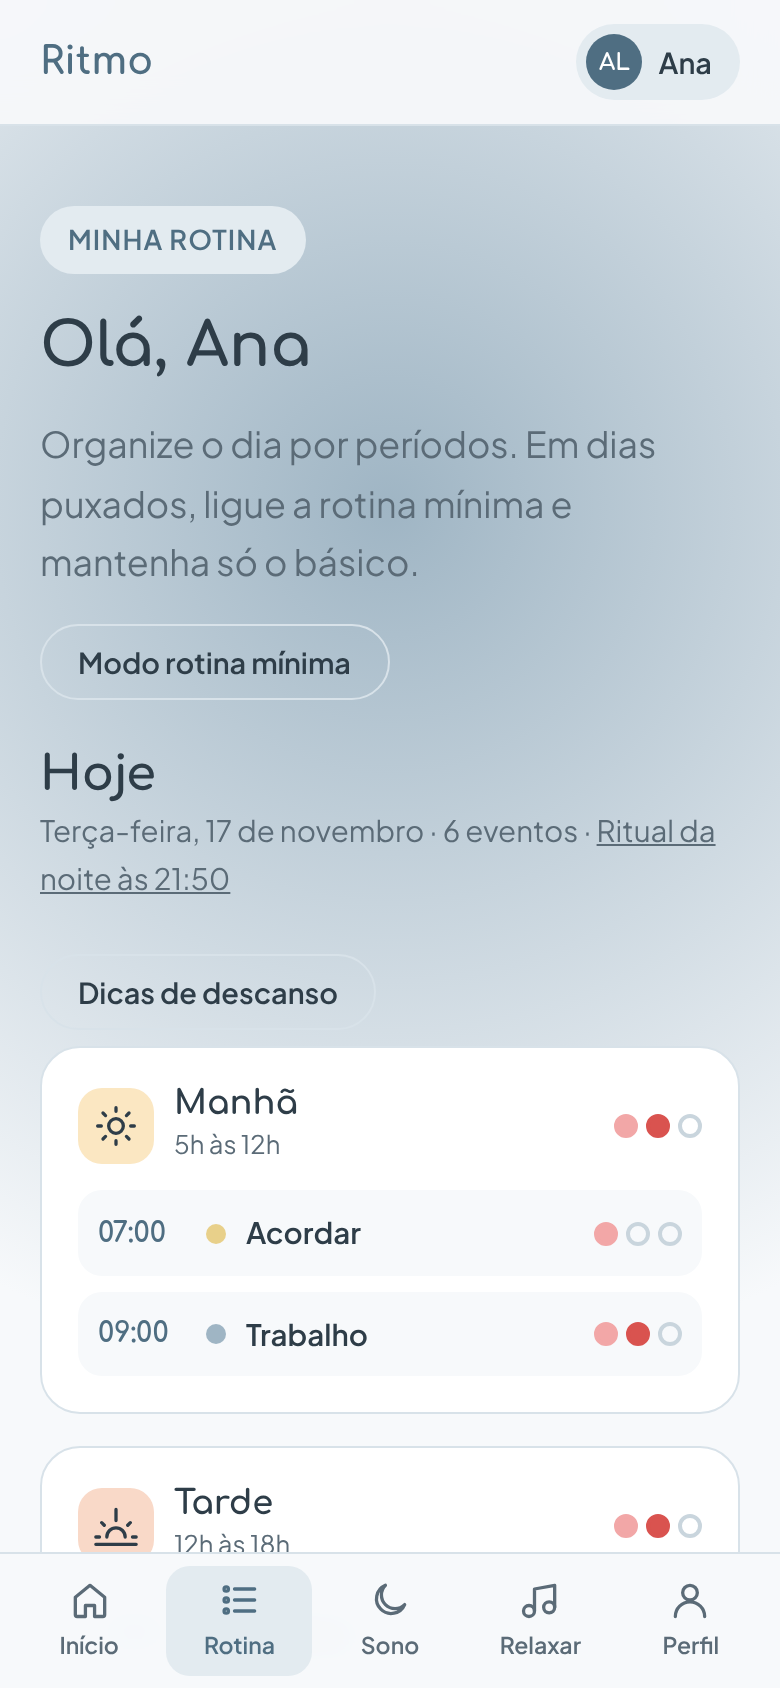 Ritmo
AL Ana
MINHA ROTINA
Olá, Ana
Organize o dia por períodos. Em dias
puxados, ligue a rotina mínima e
mantenha só o básico.
Modo rotina mínima
Hoje
Terça-feira, 17 de novembro · 6 eventos · Ritual da
noite às 21:50
Dicas de descanso
Manhã
5h às 12h
07:00 Acordar
09:00 Trabalho
Tarde
12h às 18h
Início Rotina Sono Relaxar Perfil